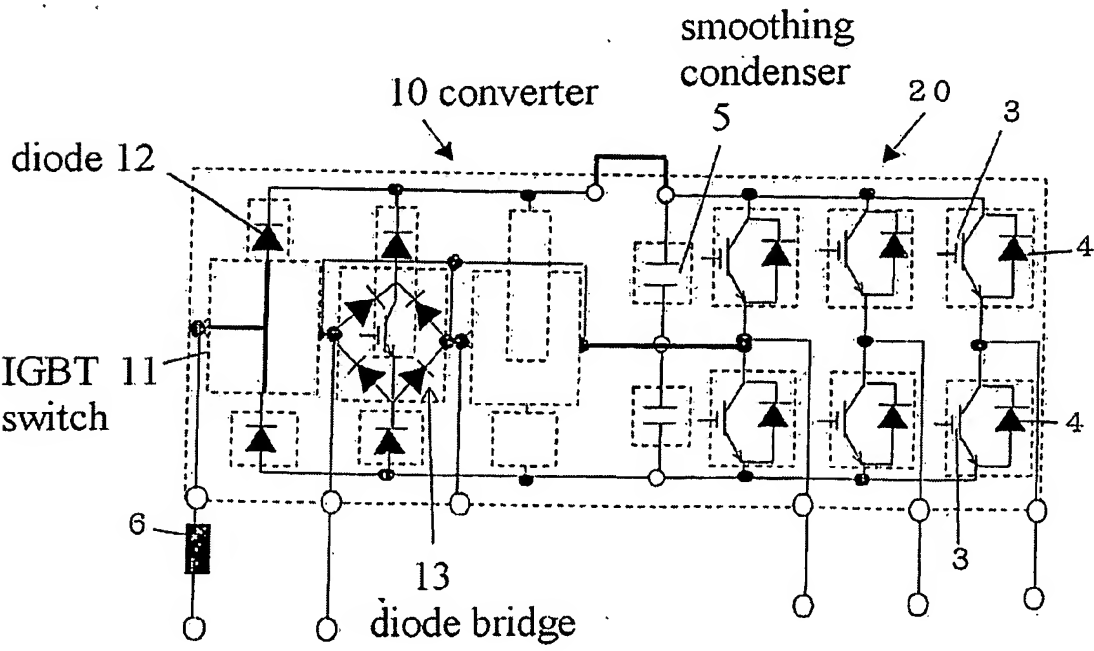 smoothing
condenser
5
10 converter
20
3
diode 12
4
IGBT 11
switch
4
6
3
13
diode bridge